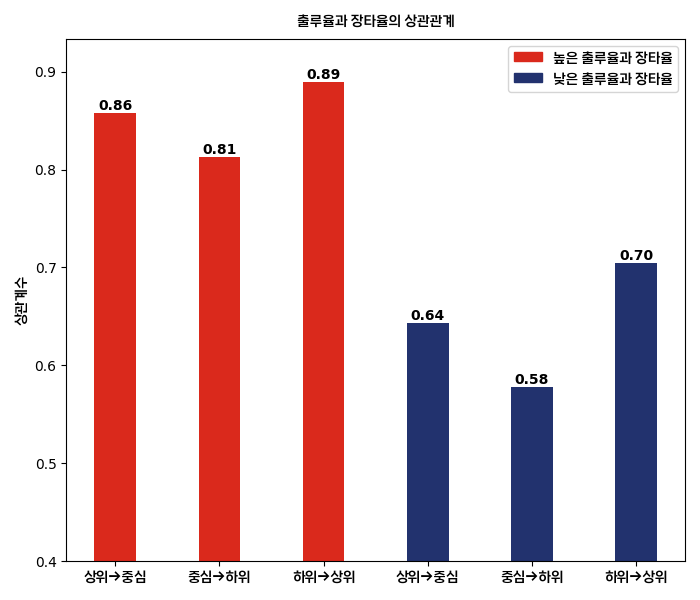 출루율과 장타율의 상관관계
높은 출루율과 장타율
낮은 출루율과 장타율
상관계수
0.9
0.8
0.7
0.6
0.5
0.4
0.86
0.81
0.89
0.64
0.58
0.70
상위→중심
중심→하위
하위→상위
상위→중심
중심→하위
하위→상위